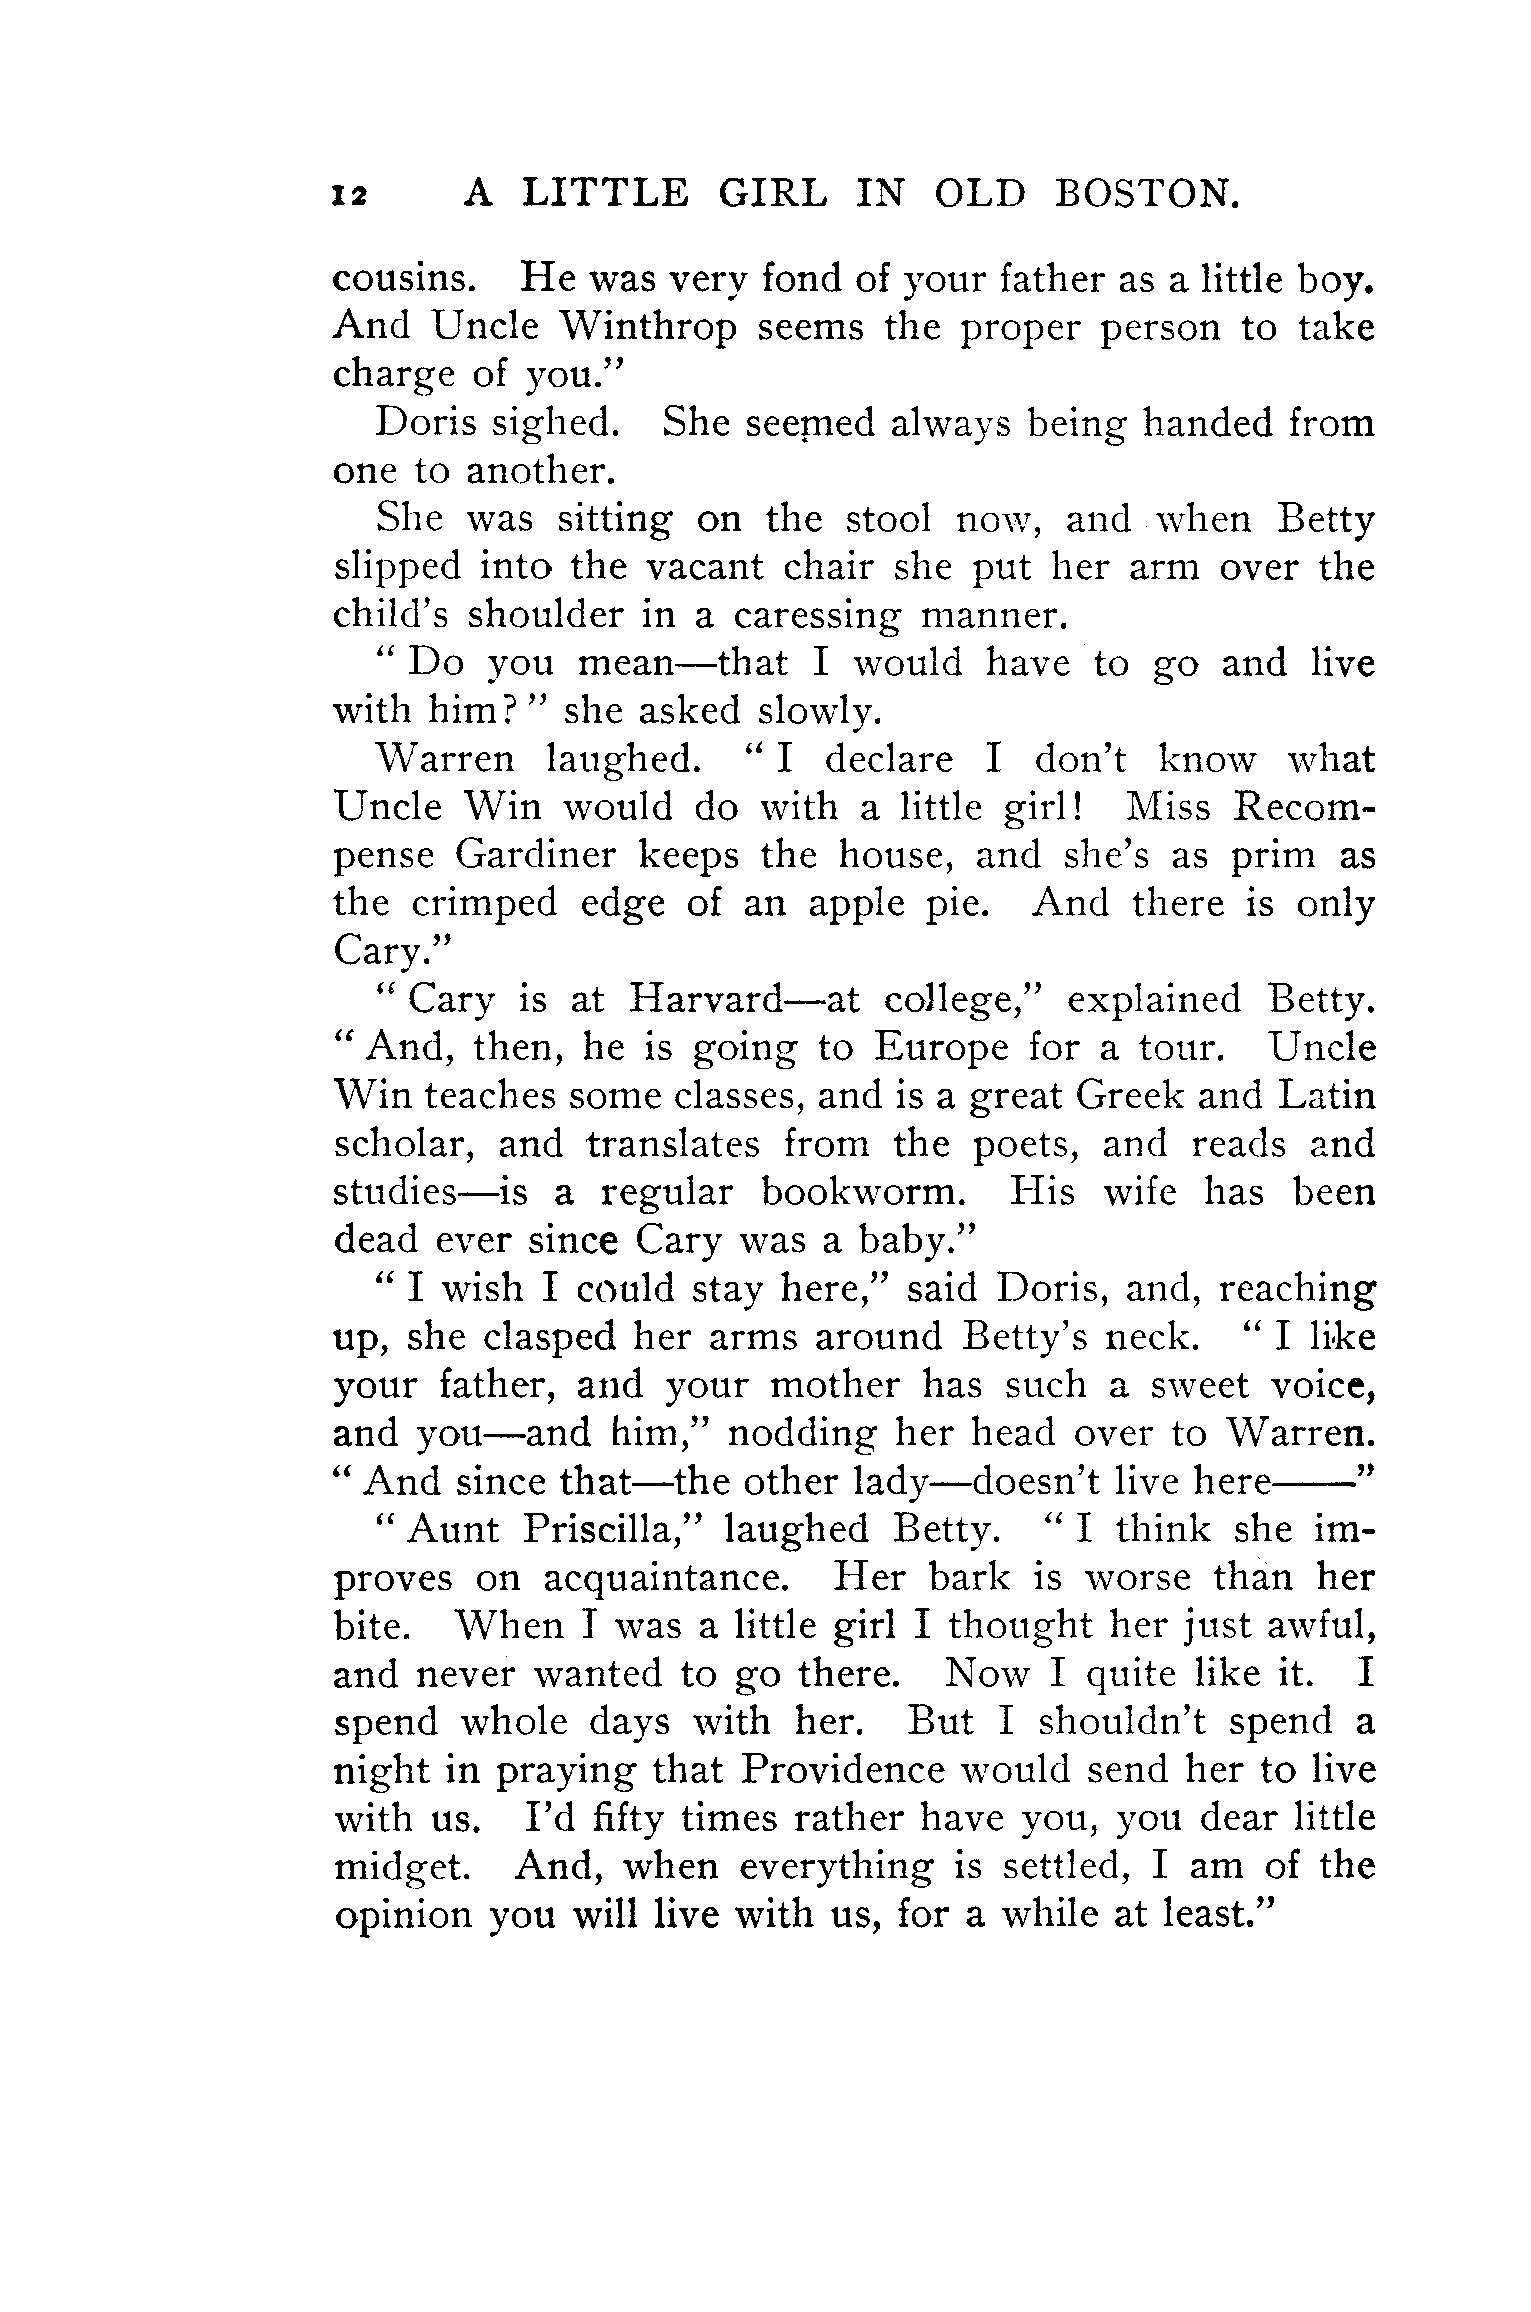 12 A LITTLE GIRL IN OLD BOSTON.
cousins. He was very fond of your father as a little boy.
And Uncle Winthrop seems the proper person to take
charge of you.”
Doris sighed. She seemed always being handed from
one to another.
She was sitting on the stool now, and when Betty
slipped into the vacant chair she put her arm over the
child’s shoulder in a caressing manner.
“ Do you mean—that I would have to go and live
with him? ” she asked slowly.
Warren laughed. “ I declare I don’t know what
Uncle Win would do with a little girl! Miss Recom-
pense Gardiner keeps the house, and she’s as prim as
the crimped edge of an apple pie. And there is only
Cary.”
“ Cary is at Harvard—at college,” explained Betty.
“ And, then, he is going to Europe for a tour. Uncle
Win teaches some classes, and is a great Greek and Latin
scholar, and translates from the poets, and reads and
studies—is a regular bookworm. His wife has been
dead ever since Cary was a baby.”
“ I wish I could stay here,” said Doris, and, reaching
up, she clasped her arms around Betty’s neck. “ I like
your father, and your mother has such a sweet voice,
and you—and him,” nodding her head over to Warren.
“ And since that—the other lady—doesn’t live here——”
“ Aunt Priscilla,” laughed Betty. “ I think she im-
proves on acquaintance. Her bark is worse than her
bite. When I was a little girl I thought her just awful,
and never wanted to go there. Now I quite like it. I
spend whole days with her. But I shouldn’t spend a
night in praying that Providence would send her to live
with us. I’d fifty times rather have you, you dear little
midget. And, when everything is settled, I am of the
opinion you will live with us, for a while at least.”